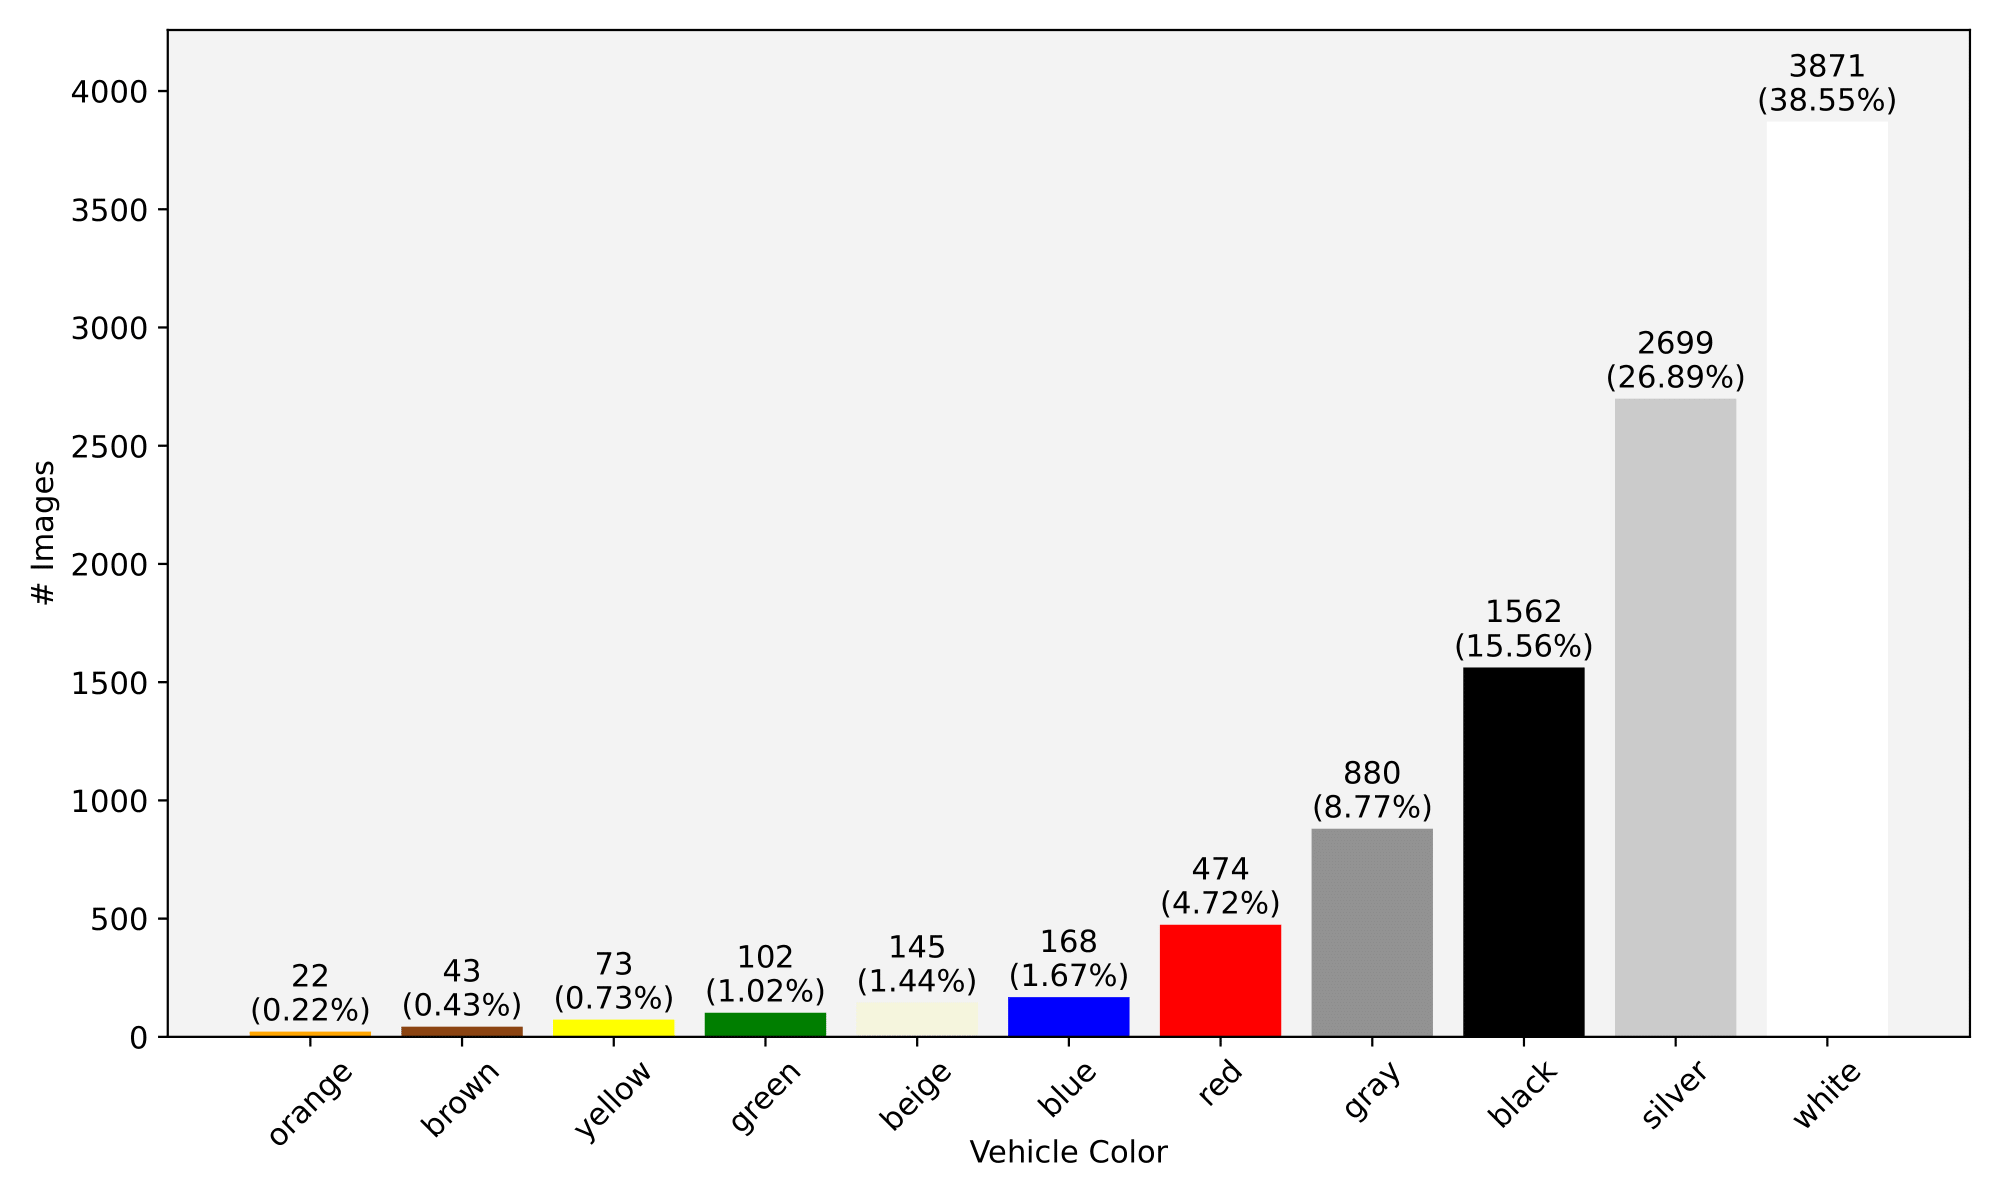 4000
3500
3000
2500
2000
1500
1000
500
0
# Images
22
(0.22%)
43
(0.43%)
73
(0.73%)
102
(1.02%)
145
(1.44%)
168
(1.67%)
474
(4.72%)
880
(8.77%)
1562
(15.56%)
2699
(26.89%)
3871
(38.55%)
orange
brown
yellow
green
beige
blue
red
gray
black
silver
white
Vehicle Color